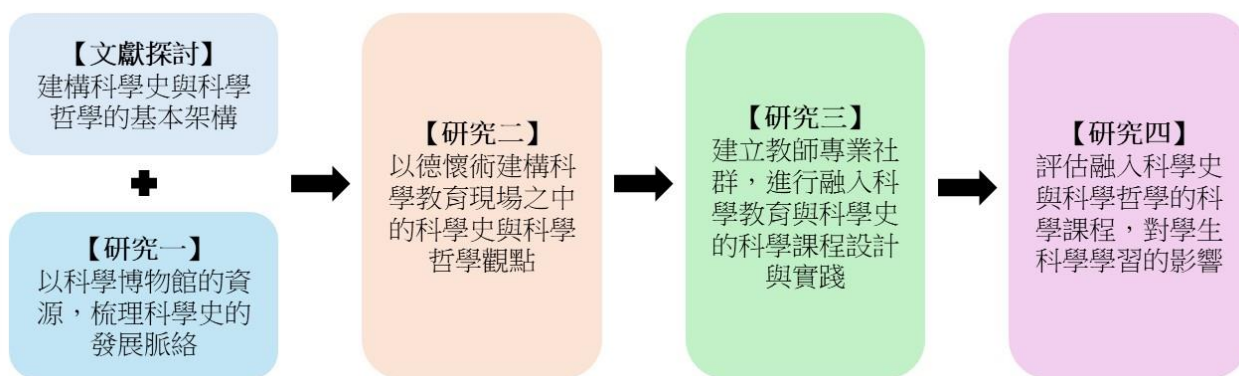 【文獻探討】
建構科學史與科學
哲學的基本架構
【研究一】
以科學博物館的資
源，梳理科學史的
發展脈絡
【研究二】
以德懷術建構科
學教育現場之中
的科學史與科學
哲學觀點
【研究三】
建立教師專業社
群，進行融入科
學教育與科學史
的科學課程設計
與實踐
【研究四】
評估融入科學史
與科學哲學的科
學課程，對學生
科學學習的影響